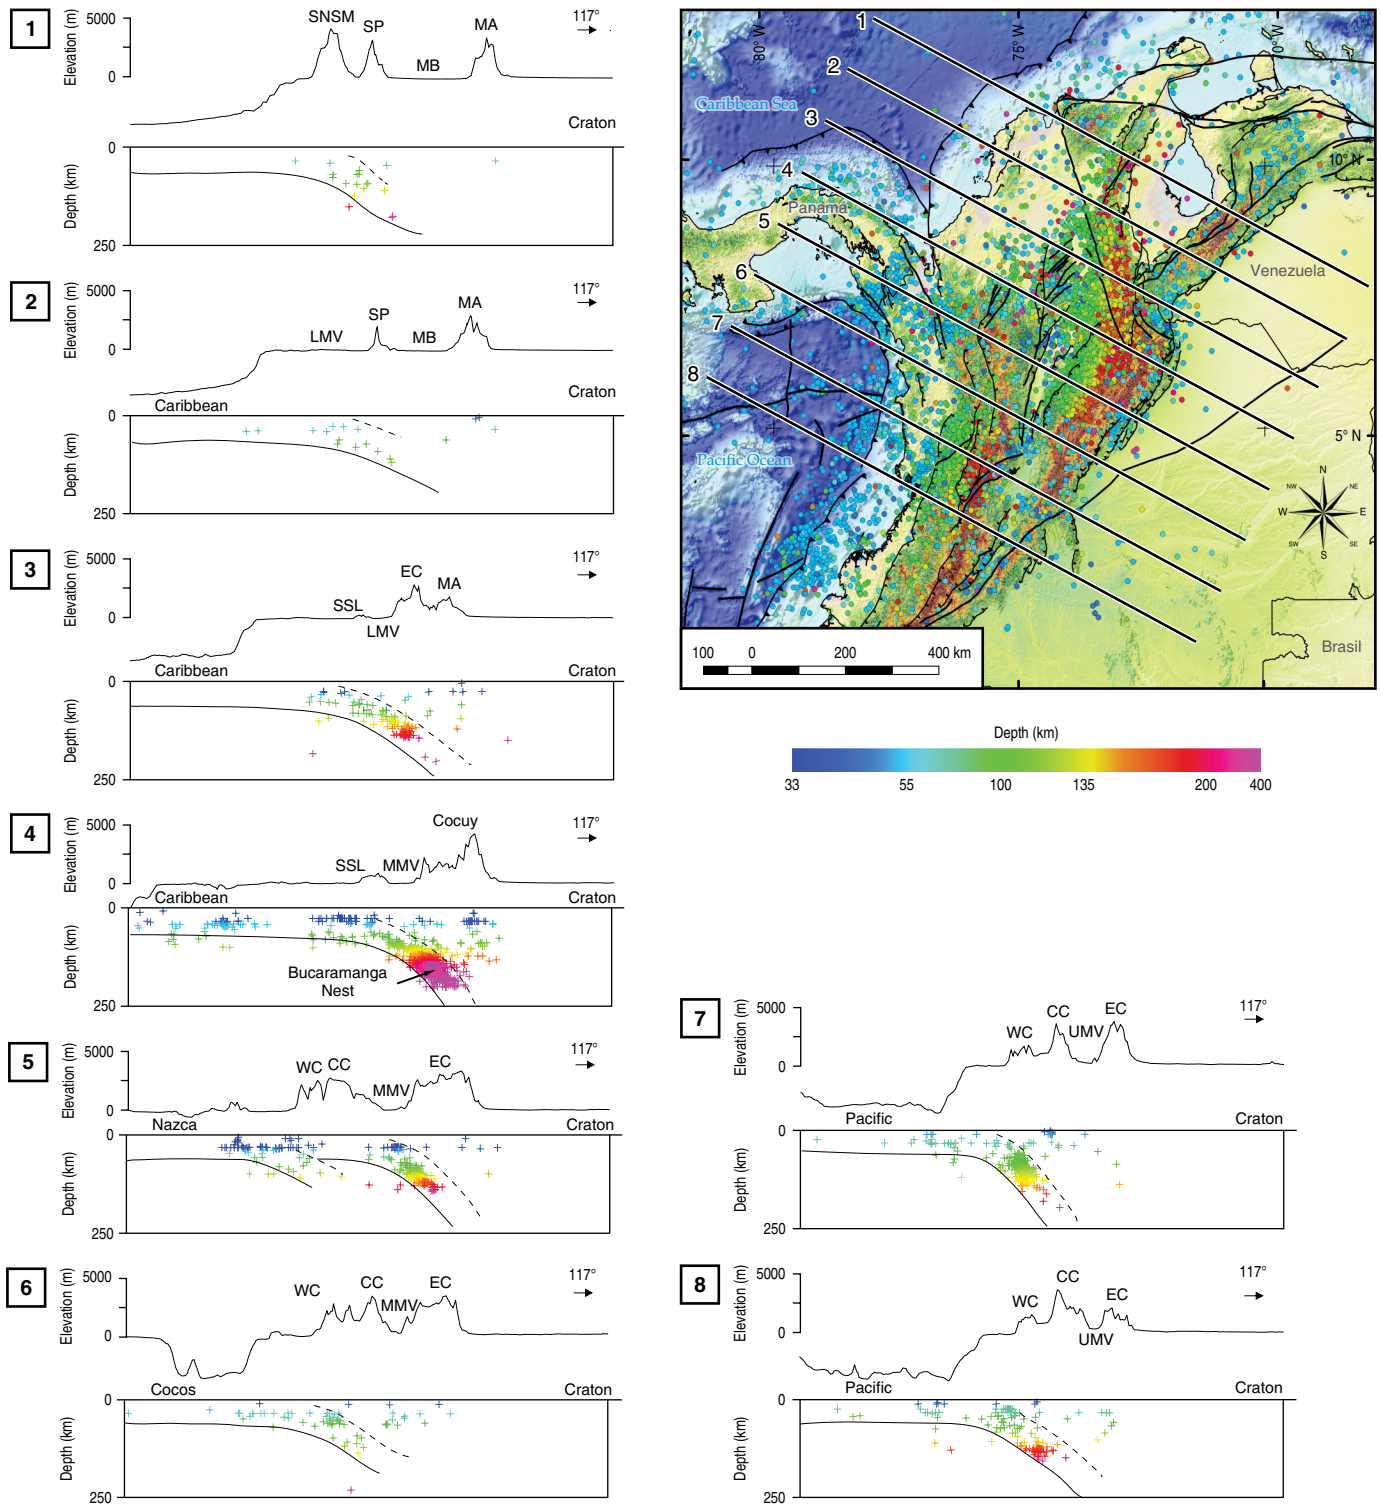 1
Elevation (m)
5000
0
SNSM
SP
MB
MA
117°
Craton
Depth (km)
0
250
2
Elevation (m)
5000
0
LMV
SP
MB
MA
117°
Caribbean
Craton
Depth (km)
0
250
3
Elevation (m)
5000
0
SSL
LMV
EC
MA
117°
Caribbean
Craton
Depth (km)
0
250
4
Elevation (m)
5000
0
SSL
MMV
Cocuy
117°
Caribbean
Craton
Depth (km)
0
250
Bucaramanga
Nest
5
Elevation (m)
5000
0
WC
CC
MMV
EC
117°
Nazca
Craton
Depth (km)
0
250
6
Elevation (m)
5000
0
WC
CC
MMV
EC
117°
Cocos
Craton
Depth (km)
0
250
1
2
3
4
5
6
7
8
80° W
75° W
70° W
10° N
5° N
Caribbean Sea
Panamá
Venezuela
Pacific Ocean
Brasil
N
NE
E
SE
S
SW
W
NW
100 0 200 400 km
Depth (km)
33 55 100 135 200 400
7
Elevation (m)
5000
0
WC
CC
UMV
EC
117°
Pacific
Craton
Depth (km)
0
250
8
Elevation (m)
5000
0
WC
CC
UMV
EC
117°
Pacific
Craton
Depth (km)
0
250